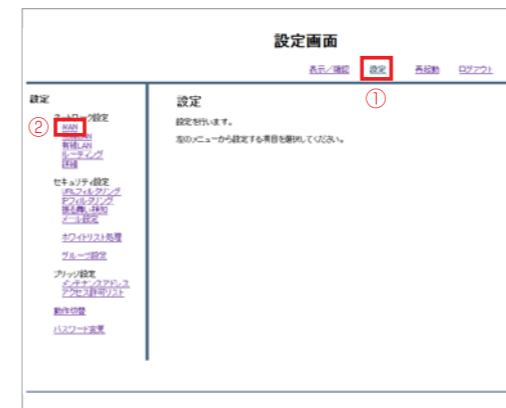 設定画面
表示／確認 設定 再起動 ログアウト
①
設定
ネットワーク設定
② WAN
有線LAN
ルーティング
詳細
セキュリティ設定
URLフィルタリング
IPフィルタリング
振る舞い検知
メール設定
ホワイトリスト処理
グループ設定
ブリッジ設定
メンテナンスアドレス
アクセス許可リスト
動作切替
パスワード変更
設定
設定を行います。
左のメニューから設定する項目を選択してください。